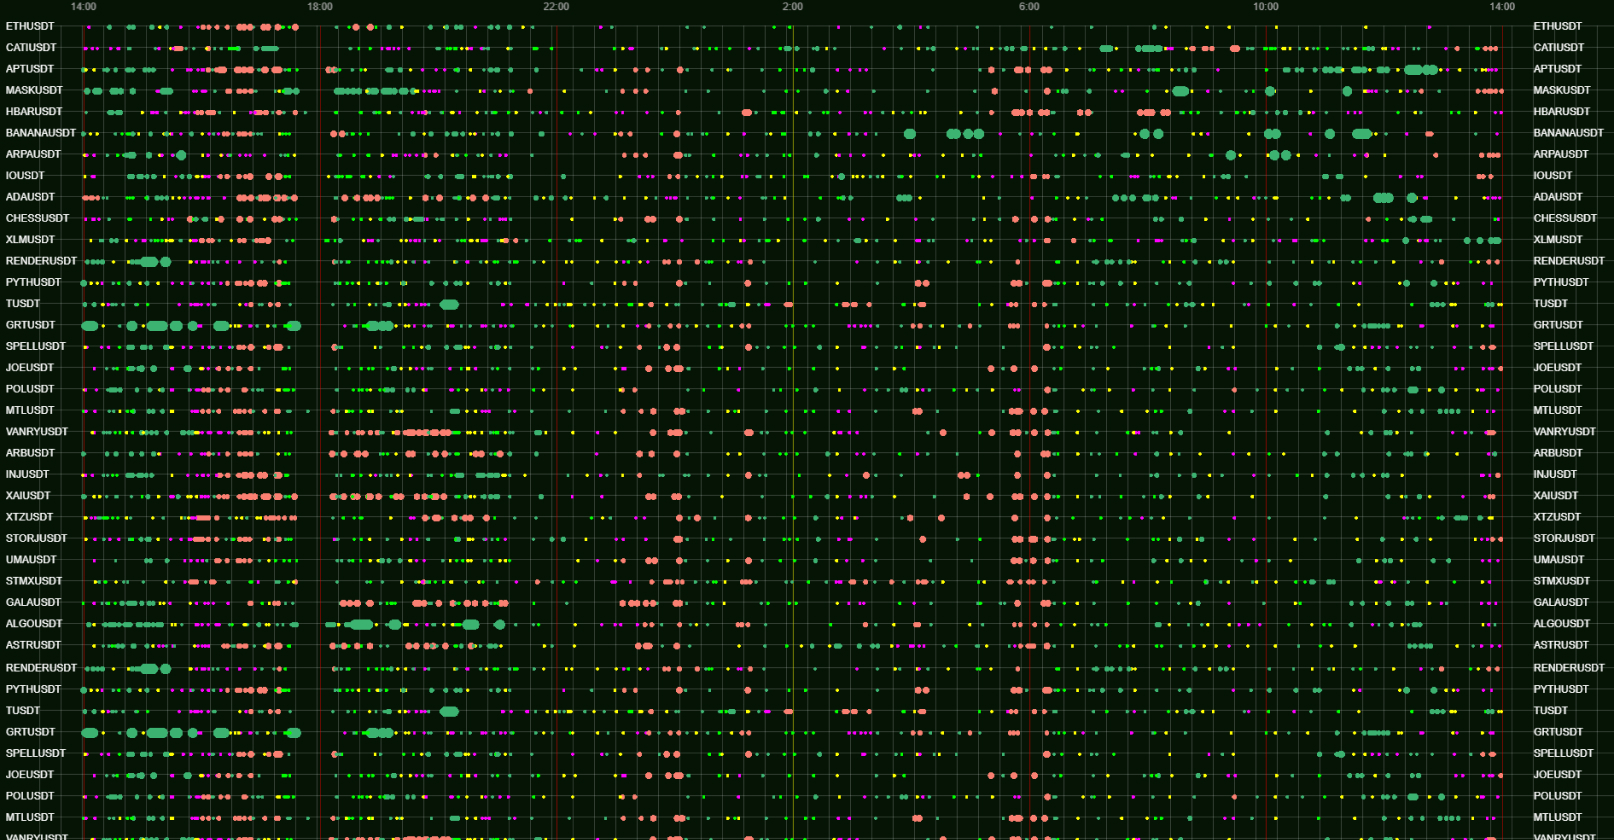 14:00 18:00 22:00 2:00 6:00 10:00 14:00
ETHUSDT ETHUSDT
CATIUSDT CATIUSDT
APTUSDT APTUSDT
MASKUSDT MASKUSDT
HBARUSDT HBARUSDT
BANANAUSDT BANANAUSDT
ARPAUSDT ARPAUSDT
IOUSDT IOUSDT
ADAUSDT ADAUSDT
CHESSUSDT CHESSUSDT
XLMUSDT XLMUSDT
RENDERUSDT RENDERUSDT
PYTHUSDT PYTHUSDT
TUSDT TUSDT
GRTUSDT GRTUSDT
SPELLUSDT SPELLUSDT
JOEUSDT JOEUSDT
POLUSDT POLUSDT
MTLUSDT MTLUSDT
VANRYUSDT VANRYUSDT
ARBUSDT ARBUSDT
INJUSDT INJUSDT
XAIUSDT XAIUSDT
XTZUSDT XTZUSDT
STORJUSDT STORJUSDT
UMAUSDT UMAUSDT
STMXUSDT STMXUSDT
GALAUSDT GALAUSDT
ALGOUSDT ALGOUSDT
ASTRUSDT ASTRUSDT
RENDERUSDT RENDERUSDT
PYTHUSDT PYTHUSDT
TUSDT TUSDT
GRTUSDT GRTUSDT
SPELLUSDT SPELLUSDT
JOEUSDT JOEUSDT
POLUSDT POLUSDT
MTLUSDT MTLUSDT
VANRYUSDT VANRYUSDT